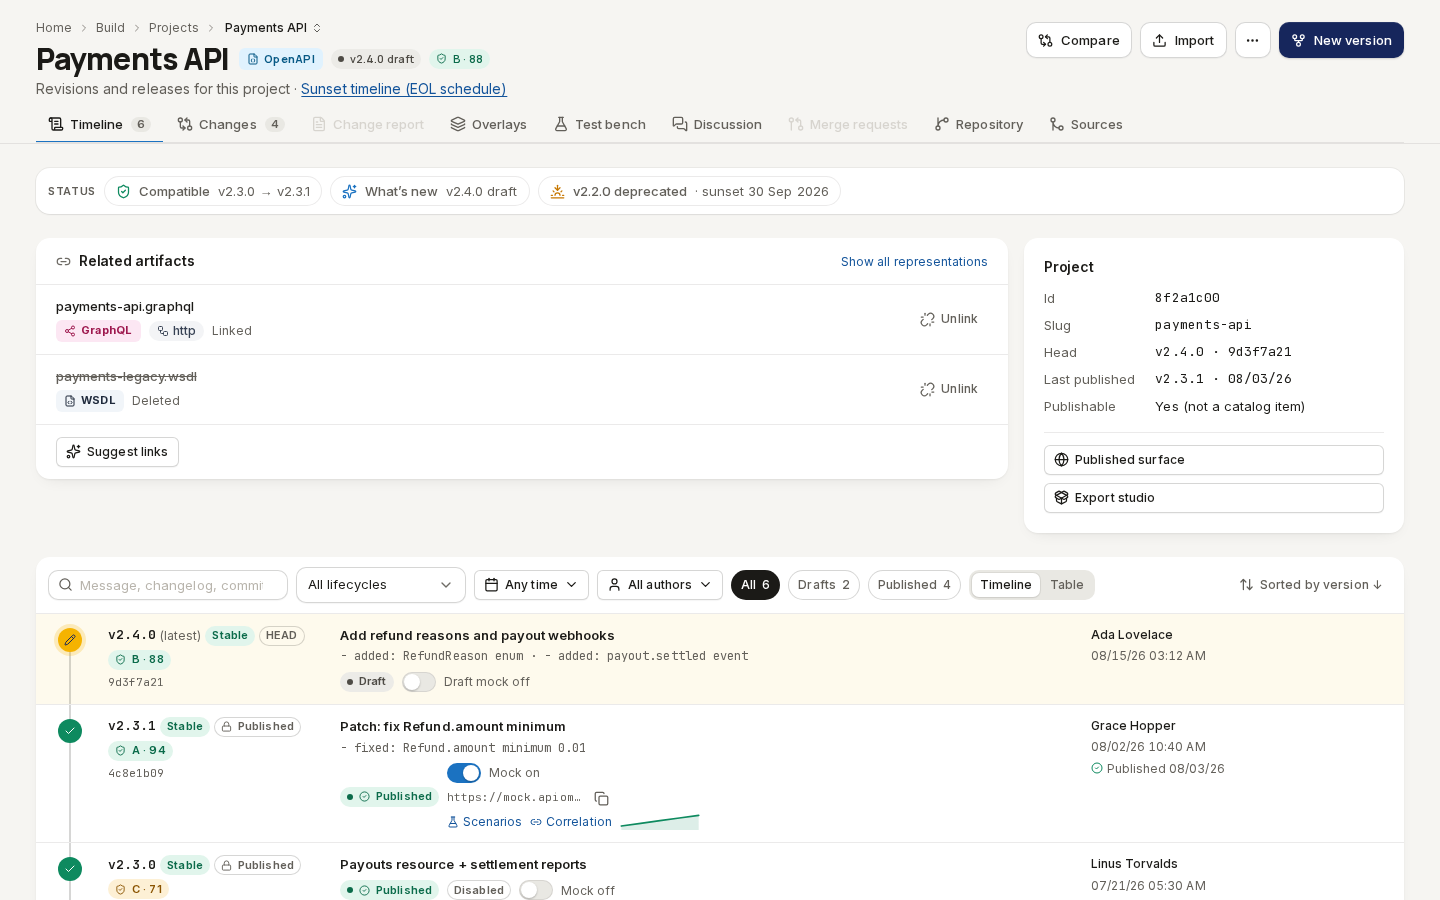 Home > Build > Projects > Payments API
Compare
Import
New version
Payments API
OpenAPI
v2.4.0 draft
B · 88
Revisions and releases for this project · Sunset timeline (EOL schedule)
Timeline 6
Changes 4
Change report
Overlays
Test bench
Discussion
Merge requests
Repository
Sources
STATUS
Compatible v2.3.0 → v2.3.1
What's new v2.4.0 draft
v2.2.0 deprecated · sunset 30 Sep 2026
Related artifacts
Show all representations
payments-api.graphql
GraphQL
http
Linked
Unlink
payments-legacy.wsdl
WSDL
Deleted
Unlink
Suggest links
Project
Id 8f2a1c00
Slug payments-api
Head v2.4.0 · 9d3f7a21
Last published v2.3.1 · 08/03/26
Publishable Yes (not a catalog item)
Published surface
Export studio
Message, changelog, commit
All lifecycles
Any time
All authors
All 6
Drafts 2
Published 4
Timeline
Table
Sorted by version ↓
v2.4.0 (latest) Stable HEAD
B · 88
9d3f7a21
Add refund reasons and payout webhooks
- added: RefundReason enum · - added: payout.settled event
Draft
Draft mock off
Ada Lovelace
08/15/26 03:12 AM
v2.3.1 Stable Published
A · 94
4c8e1b09
Patch: fix Refund.amount minimum
- fixed: Refund.amount minimum 0.01
Mock on
Published
https://mock.apiom…
Scenarios
Correlation
Grace Hopper
08/02/26 10:40 AM
Published 08/03/26
v2.3.0 Stable Published
C · 71
Payouts resource + settlement reports
Published
Disabled
Mock off
Linus Torvalds
07/21/26 05:30 AM